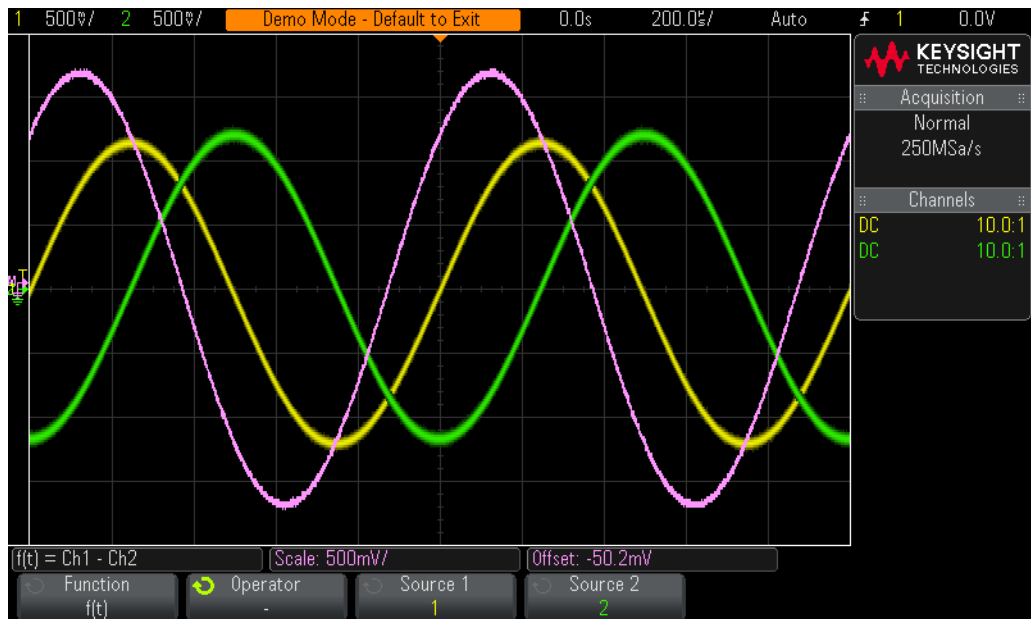 1 500mV/ 2 500mV/ Demo Mode - Default to Exit 0.0s 200.0s/ Auto 1 0.0V
KEYSIGHT
TECHNOLOGIES
Acquisition
Normal
250MSa/s
Channels
DC 10.0:1
DC 10.0:1
T
f(t) = Ch1 - Ch2 Scale: 500mV/ Offset: -50.2mV
Function Operator Source 1 Source 2
f(t) - 1 2